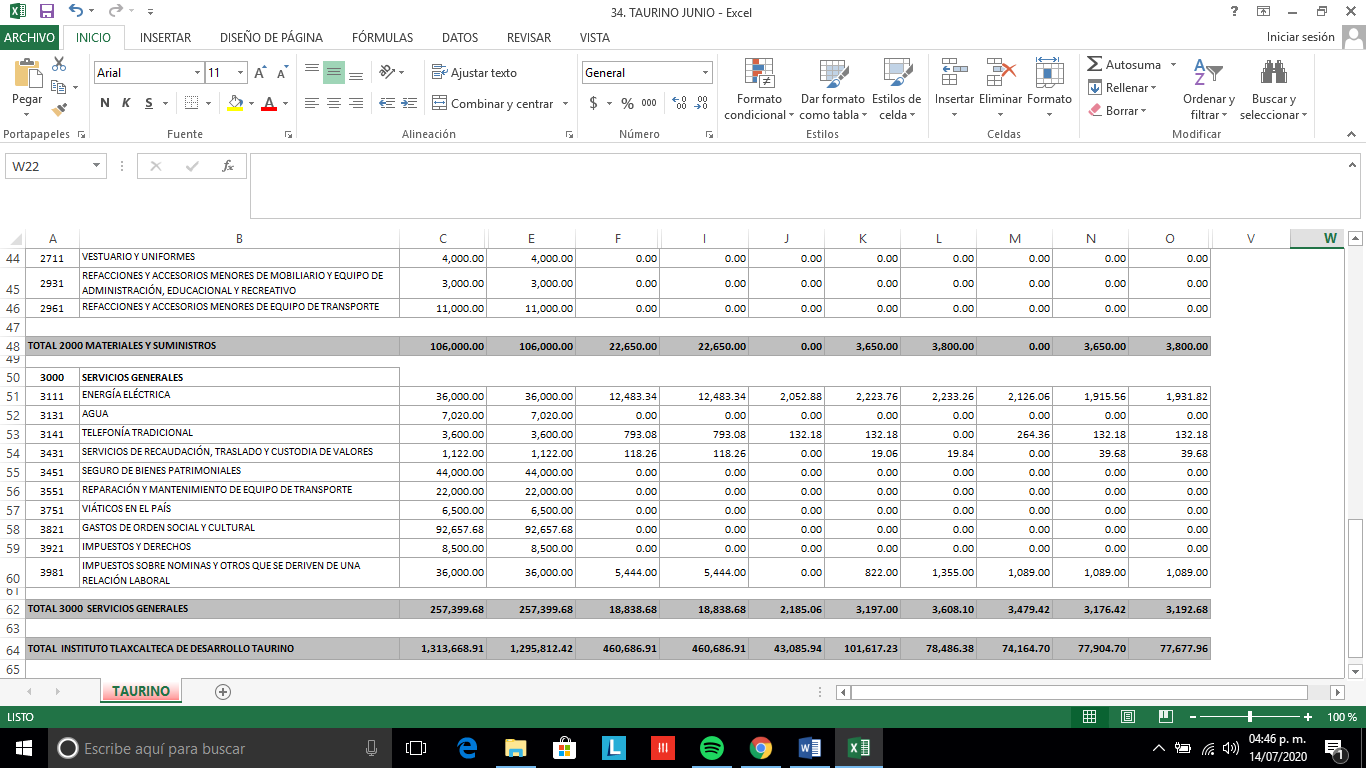 34. TAURINO JUNIO - Excel
ARCHIVO INICIO INSERTAR DISEÑO DE PÁGINA FÓRMULAS DATOS REVISAR VISTA Iniciar sesión
Pegar Arial 11 Ajustar texto General Formato condicional Dar formato como tabla Estilos de celda Insertar Eliminar Formato Autosuma Rellenar Borrar Ordenar y filtrar Buscar y seleccionar
N K S Combinar y centrar $ % 000
Portapapeles Fuente Alineación Número Estilos Celdas Modificar
W22 fx
A B C E F I J K L M N O V W
44 2711 VESTUARIO Y UNIFORMES 4,000.00 4,000.00 0.00 0.00 0.00 0.00 0.00 0.00 0.00 0.00
45 2931 REFACCIONES Y ACCESORIOS MENORES DE MOBILIARIO Y EQUIPO DE
ADMINISTRACIÓN, EDUCACIONAL Y RECREATIVO 3,000.00 3,000.00 0.00 0.00 0.00 0.00 0.00 0.00 0.00 0.00
46 2961 REFACCIONES Y ACCESORIOS MENORES DE EQUIPO DE TRANSPORTE 11,000.00 11,000.00 0.00 0.00 0.00 0.00 0.00 0.00 0.00 0.00
47
48 TOTAL 2000 MATERIALES Y SUMINISTROS 106,000.00 106,000.00 22,650.00 22,650.00 0.00 3,650.00 3,800.00 0.00 3,650.00 3,800.00
49
50 3000 SERVICIOS GENERALES
51 3111 ENERGÍA ELÉCTRICA 36,000.00 36,000.00 12,483.34 12,483.34 2,052.88 2,223.76 2,233.26 2,126.06 1,915.56 1,931.82
52 3131 AGUA 7,020.00 7,020.00 0.00 0.00 0.00 0.00 0.00 0.00 0.00 0.00
53 3141 TELEFONÍA TRADICIONAL 3,600.00 3,600.00 793.08 793.08 132.18 132.18 0.00 264.36 132.18 132.18
54 3431 SERVICIOS DE RECAUDACIÓN, TRASLADO Y CUSTODIA DE VALORES 1,122.00 1,122.00 118.26 118.26 0.00 19.06 19.84 0.00 39.68 39.68
55 3451 SEGURO DE BIENES PATRIMONIALES 44,000.00 44,000.00 0.00 0.00 0.00 0.00 0.00 0.00 0.00 0.00
56 3551 REPARACIÓN Y MANTENIMIENTO DE EQUIPO DE TRANSPORTE 22,000.00 22,000.00 0.00 0.00 0.00 0.00 0.00 0.00 0.00 0.00
57 3751 VIÁTICOS EN EL PAÍS 6,500.00 6,500.00 0.00 0.00 0.00 0.00 0.00 0.00 0.00 0.00
58 3821 GASTOS DE ORDEN SOCIAL Y CULTURAL 92,657.68 92,657.68 0.00 0.00 0.00 0.00 0.00 0.00 0.00 0.00
59 3921 IMPUESTOS Y DERECHOS 8,500.00 8,500.00 0.00 0.00 0.00 0.00 0.00 0.00 0.00 0.00
60 3981 IMPUESTOS SOBRE NOMINAS Y OTROS QUE SE DERIVEN DE UNA
RELACIÓN LABORAL 36,000.00 36,000.00 5,444.00 5,444.00 0.00 822.00 1,355.00 1,089.00 1,089.00 1,089.00
61
62 TOTAL 3000 SERVICIOS GENERALES 257,399.68 257,399.68 18,838.68 18,838.68 2,185.06 3,197.00 3,608.10 3,479.42 3,176.42 3,192.68
63
64 TOTAL INSTITUTO TLAXCALTECA DE DESARROLLO TAURINO 1,313,668.91 1,295,812.42 460,686.91 460,686.91 43,085.94 101,617.23 78,486.38 74,164.70 77,904.70 77,677.96
65
TAURINO
LISTO 100 %
Escribe aquí para buscar 04:46 p. m.
14/07/2020